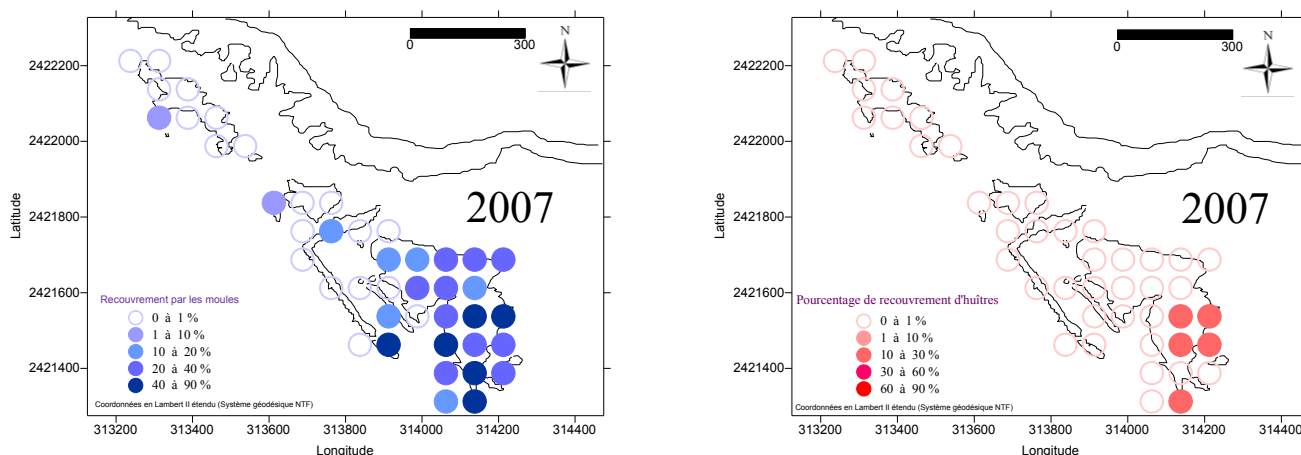 0
300
N
2422200
2422000
2421800
2421600
2421400
Latitude
2007
Recouvrement par les moules
0 à 1 %
1 à 10 %
10 à 20 %
20 à 40 %
40 à 90 %
Coordonnées en Lambert II étendu (Système géodésique NTF)
313200 313400 313600 313800 314000 314200 314400
Longitude
0
300
N
2422200
2422000
2421800
2421600
2421400
Latitude
2007
Pourcentage de recouvrement d'huîtres
0 à 1 %
1 à 10 %
10 à 30 %
30 à 60 %
60 à 90 %
Coordonnées en Lambert II étendu (Système géodésique NTF)
313200 313400 313600 313800 314000 314200 314400
Longitude